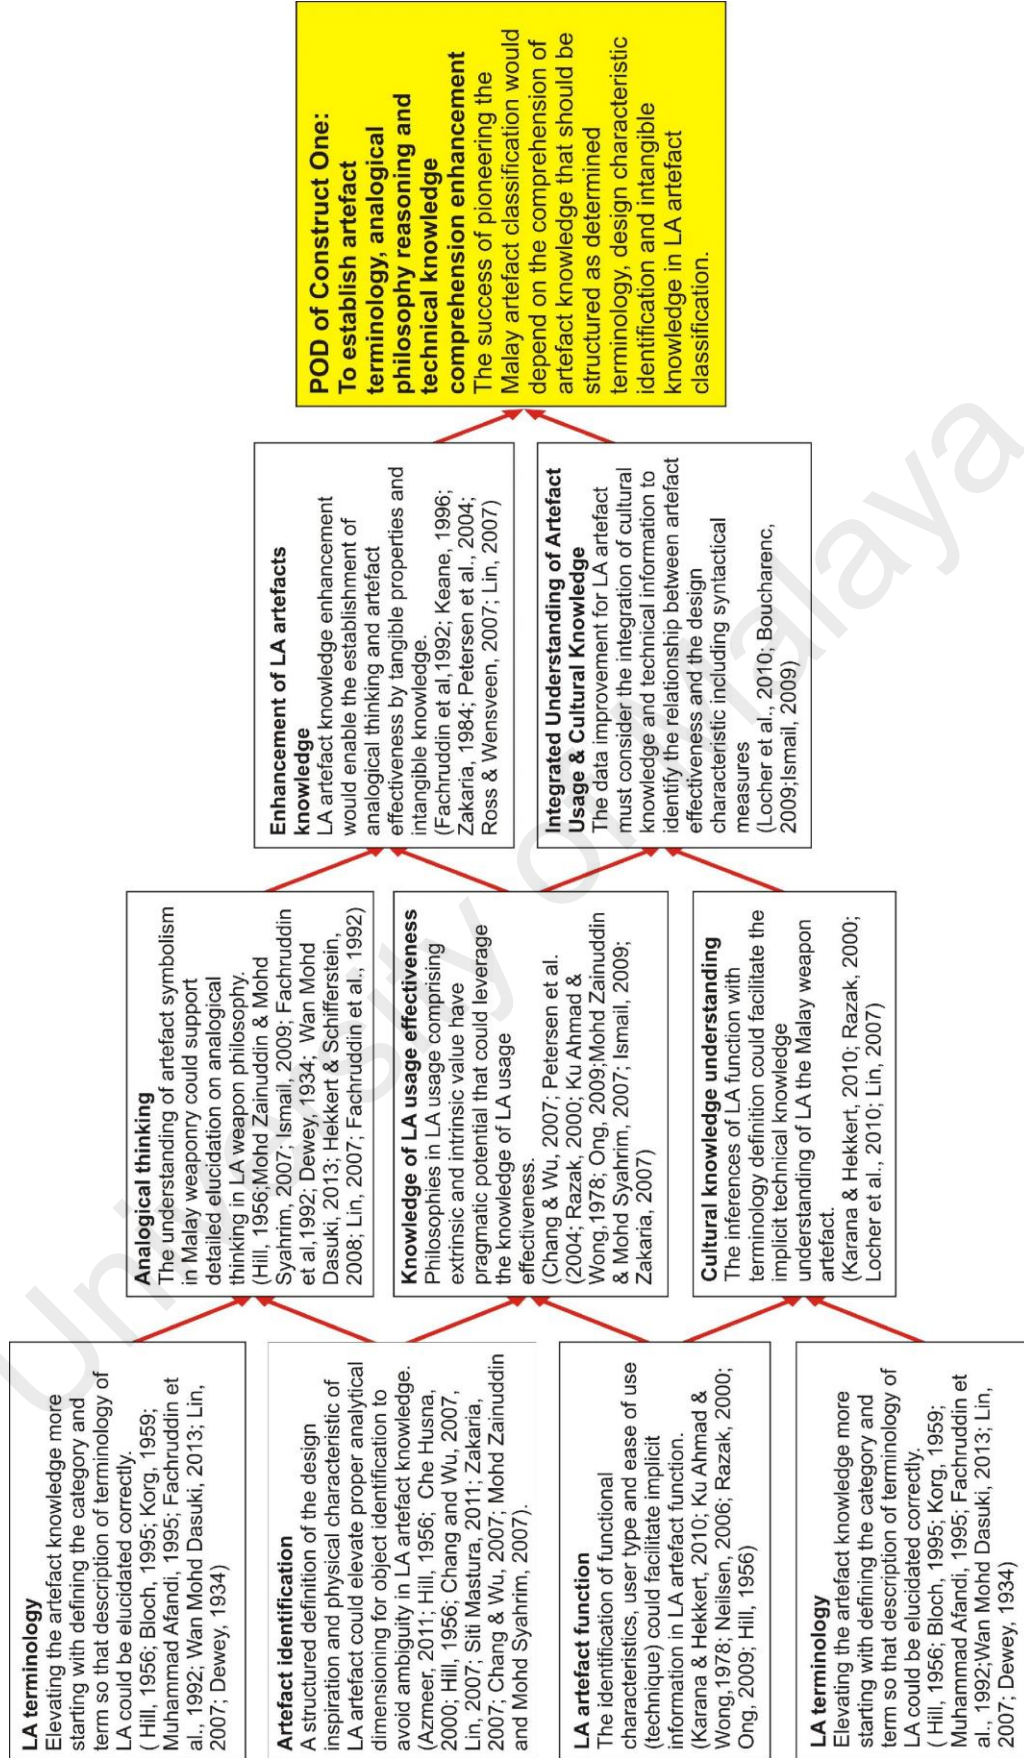 LA terminology
Elevating the artefact knowledge more
starting with defining the category and
term so that description of terminology of
LA could be elucidated correctly.
( Hill, 1956; Bloch, 1995; Korg, 1959;
Muhammad Afandi, 1995; Fachruddin et
al., 1992; Wan Mohd Dasuki, 2013; Lin,
2007; Dewey, 1934)
Artefact identification
A structured definition of the design
inspiration and physical characteristic of
LA artefact could elevate proper analytical
dimensioning for object identification to
avoid ambiguity in LA artefact knowledge.
(Azmeer, 2011; Hill, 1956; Che Husna,
2000; Hill, 1956; Chang and Wu, 2007,
Lin, 2007; Siti Mastura, 2011; Zakaria,
2007; Chang & Wu, 2007; Mohd Zainuddin
and Mohd Syahrim, 2007).
LA artefact function
The identification of functional
characteristics, user type and ease of use
(technique) could facilitate implicit
information in LA artefact function.
(Karana & Hekkert, 2010; Ku Ahmad &
Wong,1978; Neilsen, 2006; Razak, 2000;
Ong, 2009; Hill, 1956)
LA terminology
Elevating the artefact knowledge more
starting with defining the category and
term so that description of terminology of
LA could be elucidated correctly.
( Hill, 1956; Bloch, 1995; Korg, 1959;
Muhammad Afandi, 1995; Fachruddin et
al., 1992;Wan Mohd Dasuki, 2013; Lin,
2007; Dewey, 1934)
Analogical thinking
The understanding of artefact symbolism
in Malay weaponry could support
detailed elucidation on analogical
thinking in LA weapon philosophy.
(Hill, 1956;Mohd Zainuddin & Mohd
Syahrim, 2007; Ismail, 2009; Fachruddin
et al,1992; Dewey, 1934; Wan Mohd
Dasuki, 2013; Hekkert & Schifferstein,
2008; Lin, 2007; Fachruddin et al., 1992)
Knowledge of LA usage effectiveness
Philosophies in LA usage comprising
extrinsic and intrinsic value have
pragmatic potential that could leverage
the knowledge of LA usage
effectiveness.
(Chang & Wu, 2007; Petersen et al.
(2004; Razak, 2000; Ku Ahmad &
Wong,1978; Ong, 2009;Mohd Zainuddin
& Mohd Syahrim, 2007; Ismail, 2009;
Zakaria, 2007)
Cultural knowledge understanding
The inferences of LA function with
terminology definition could facilitate the
implicit technical knowledge
understanding of LA the Malay weapon
artefact.
(Karana & Hekkert, 2010; Razak, 2000;
Locher et al., 2010; Lin, 2007)
Enhancement of LA artefacts
knowledge
LA artefact knowledge enhancement
would enable the establishment of
analogical thinking and artefact
effectiveness by tangible properties and
intangible knowledge.
(Fachruddin et al,1992; Keane, 1996;
Zakaria, 1984; Petersen et al., 2004;
Ross & Wensveen, 2007; Lin, 2007)
Integrated Understanding of Artefact
Usage & Cultural Knowledge
The data improvement for LA artefact
must consider the integration of cultural
knowledge and technical information to
identify the relationship between artefact
effectiveness and the design
characteristic including syntactical
measures
(Locher et al., 2010; Boucharenc,
2009;Ismail, 2009)
POD of Construct One:
To establish artefact
terminology, analogical
philosophy reasoning and
technical knowledge
comprehension enhancement
The success of pioneering the
Malay artefact classification would
depend on the comprehension of
artefact knowledge that should be
structured as determined
terminology, design characteristic
identification and intangible
knowledge in LA artefact
classification.
University of Malaya